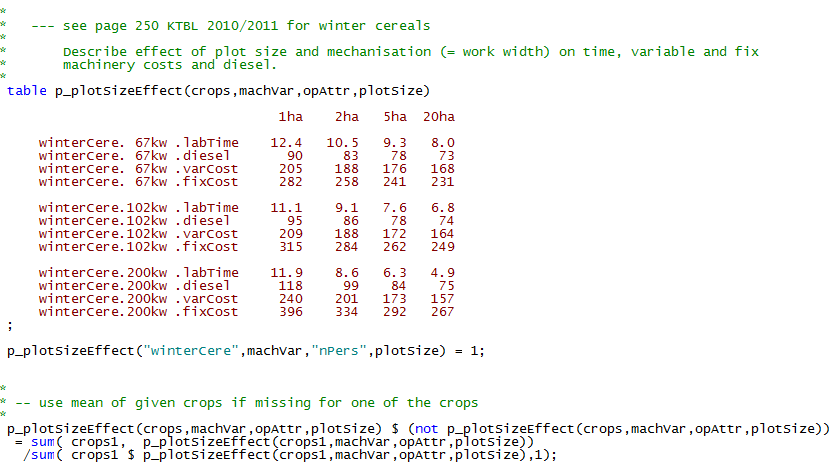 *
*   --- see page 250 KTBL 2010/2011 for winter cereals
*
*       Describe effect of plot size and mechanisation (= work width) on time, variable and fix
*       machinery costs and diesel.
*
table p_plotSizeEffect(crops,machVar,opAttr,plotSize)
                                  1ha    2ha   5ha  20ha
    winterCere. 67kw .labTime    12.4   10.5   9.3   8.0
    winterCere. 67kw .diesel       90     83    78    73
    winterCere. 67kw .varCost     205    188   176   168
    winterCere. 67kw .fixCost     282    258   241   231
    winterCere.102kw .labTime    11.1    9.1   7.6   6.8
    winterCere.102kw .diesel       95     86    78    74
    winterCere.102kw .varCost     209    188   172   164
    winterCere.102kw .fixCost     315    284   262   249
    winterCere.200kw .labTime    11.9    8.6   6.3   4.9
    winterCere.200kw .diesel      118     99    84    75
    winterCere.200kw .varCost     240    201   173   157
    winterCere.200kw .fixCost     396    334   292   267
;
p_plotSizeEffect("winterCere",machVar,"nPers",plotSize) = 1;
*
* -- use mean of given crops if missing for one of the crops
*
p_plotSizeEffect(crops,machVar,opAttr,plotSize) $ (not p_plotSizeEffect(crops,machVar,opAttr,plotSize))
 = sum( crops1,  p_plotSizeEffect(crops1,machVar,opAttr,plotSize))
  /sum( crops1 $ p_plotSizeEffect(crops1,machVar,opAttr,plotSize),1);